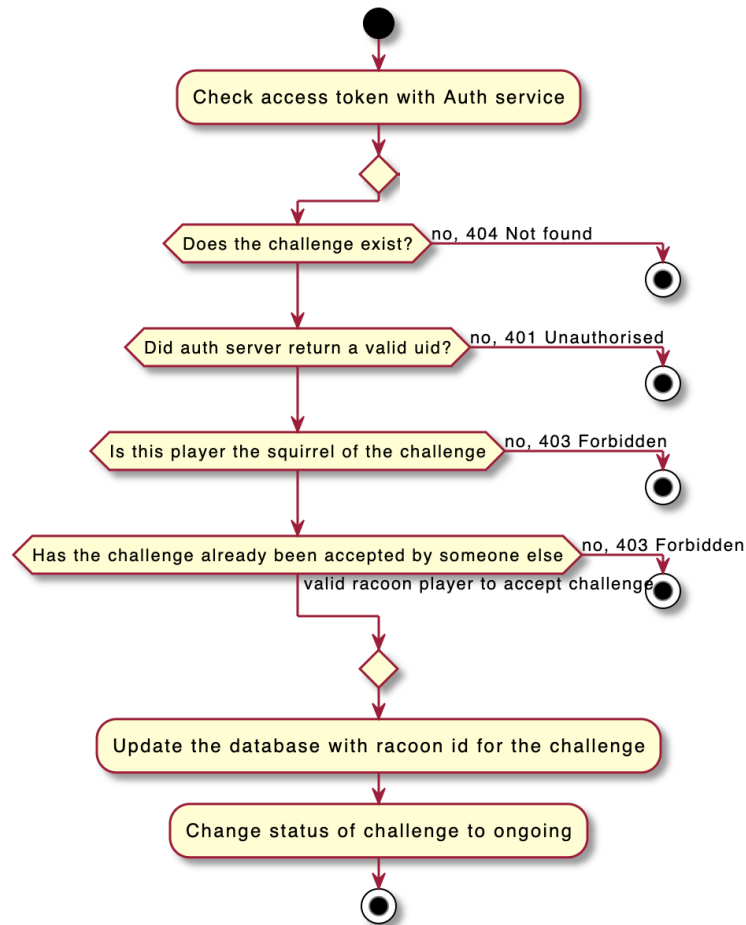 Check access token with Auth service
Does the challenge exist?
no, 404 Not found
Did auth server return a valid uid?
no, 401 Unauthorised
Is this player the squirrel of the challenge
no, 403 Forbidden
Has the challenge already been accepted by someone else
no, 403 Forbidden
valid racoon player to accept challenge
Update the database with racoon id for the challenge
Change status of challenge to ongoing